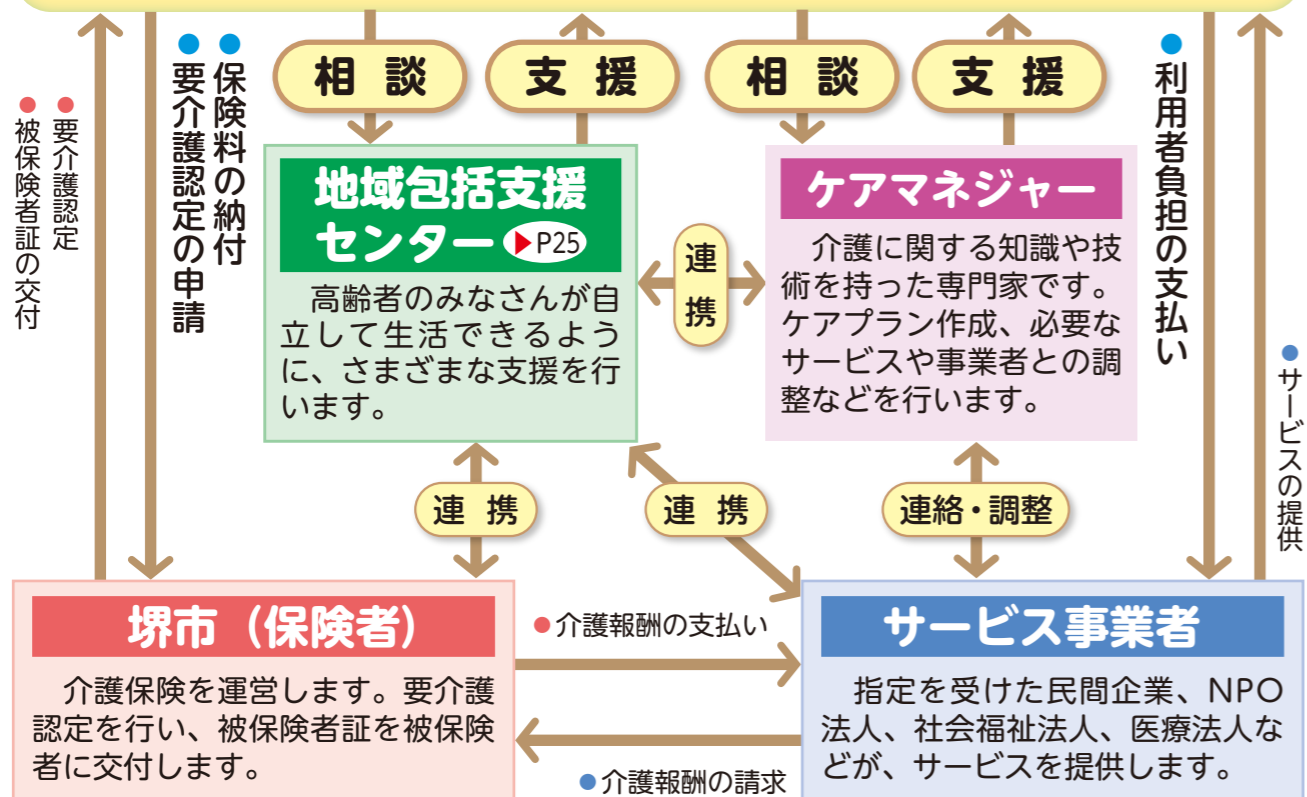 相談
支援
相談
支援
●要介護認定
●被保険者証の交付
●保険料の納付
●要介護認定の申請
●利用者負担の支払い
●サービスの提供
地域包括支援
センター ▶P25
高齢者のみなさんが自
立して生活できるよう
に、さまざまな支援を行
います。
連携
ケアマネジャー
介護に関する知識や技
術を持った専門家です。
ケアプラン作成、必要な
サービスや事業者との調
整などを行います。
連携
連携
連絡・調整
堺市（保険者）
介護保険を運営します。要介護
認定を行い、被保険者証を被保険
者に交付します。
●介護報酬の支払い
●介護報酬の請求
サービス事業者
指定を受けた民間企業、NPO
法人、社会福祉法人、医療法人な
どが、サービスを提供します。